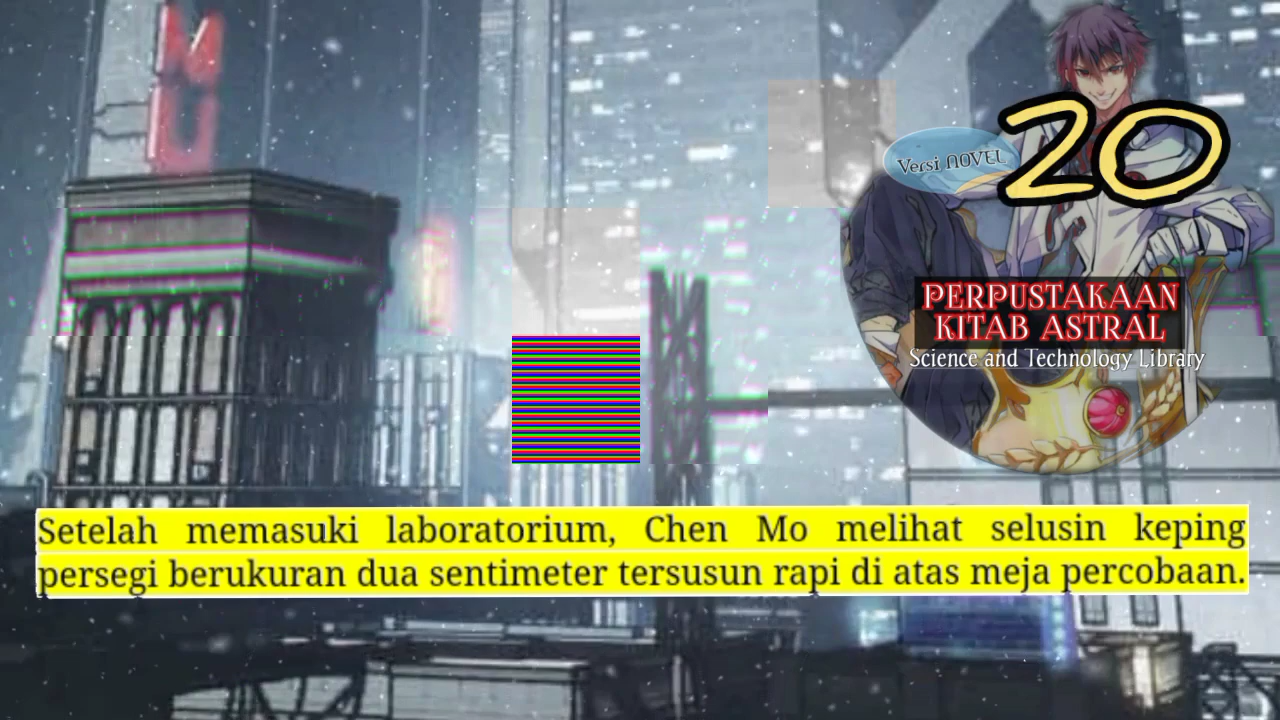 MU
Versi NOVEL
20
PERPUSTAKAAN
KITAB ASTRAL
Science and Technology Library
Setelah memasuki laboratorium, Chen Mo melihat selusin keping
persegi berukuran dua sentimeter tersusun rapi di atas meja percobaan.